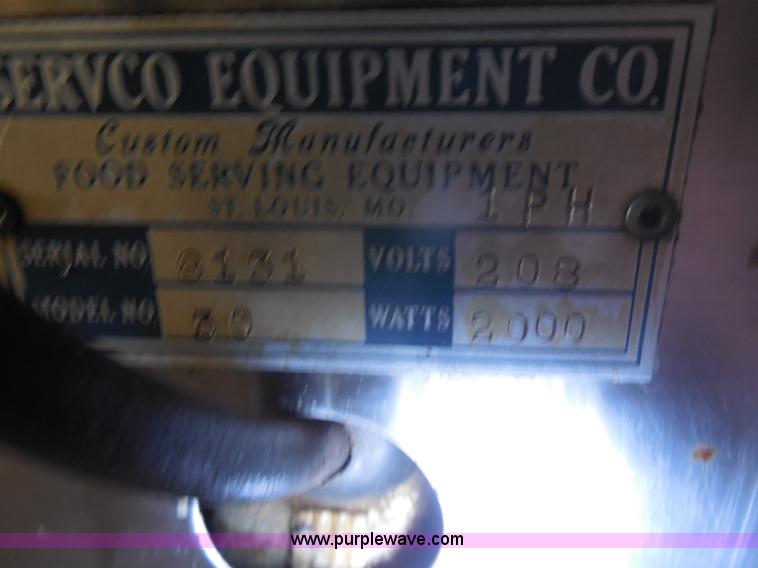 SERVCO EQUIPMENT CO.
Custom Manufacturers
FOOD SERVING EQUIPMENT
ST. LOUIS, MO. 1PH
SERIAL NO. 8131 VOLTS 208
MODEL NO. WATTS 2000
www.purplewave.com